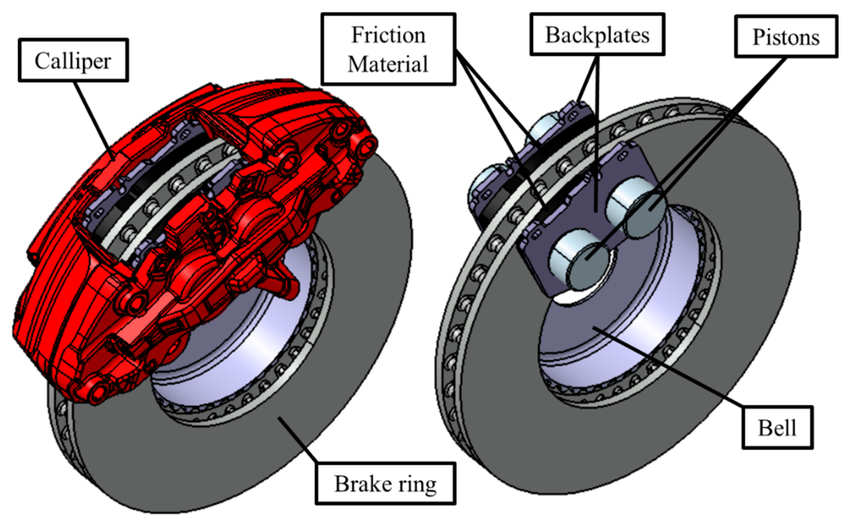 Calliper
Friction
Material
Backplates
Pistons
Bell
Brake ring